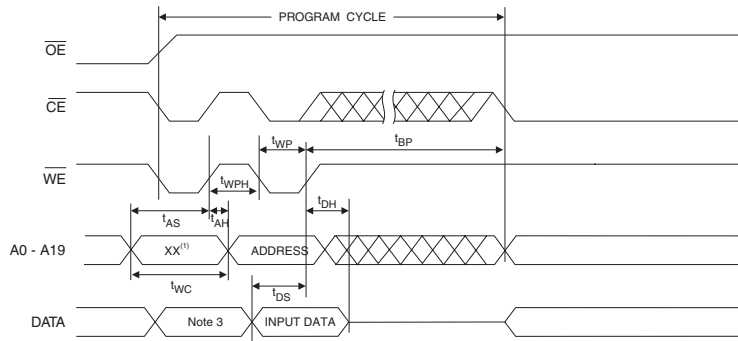 PROGRAM CYCLE
OE
CE
tWP
tBP
WE
tWPH
tDH
tAS
tAH
A0 - A19
XX(1)
ADDRESS
tWC
tDS
DATA
Note 3
INPUT DATA